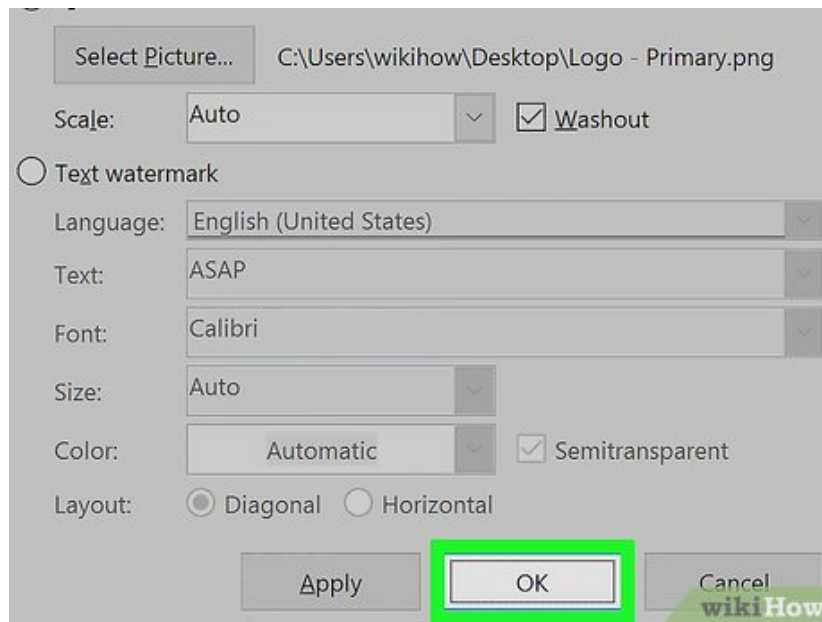 Select Picture... C:\Users\wikihow\Desktop\Logo - Primary.png
Scale: Auto Washout
Text watermark
Language: English (United States)
Text: ASAP
Font: Calibri
Size: Auto
Color: Automatic Semitransparent
Layout: Diagonal Horizontal
Apply OK Cancel
wikiHow